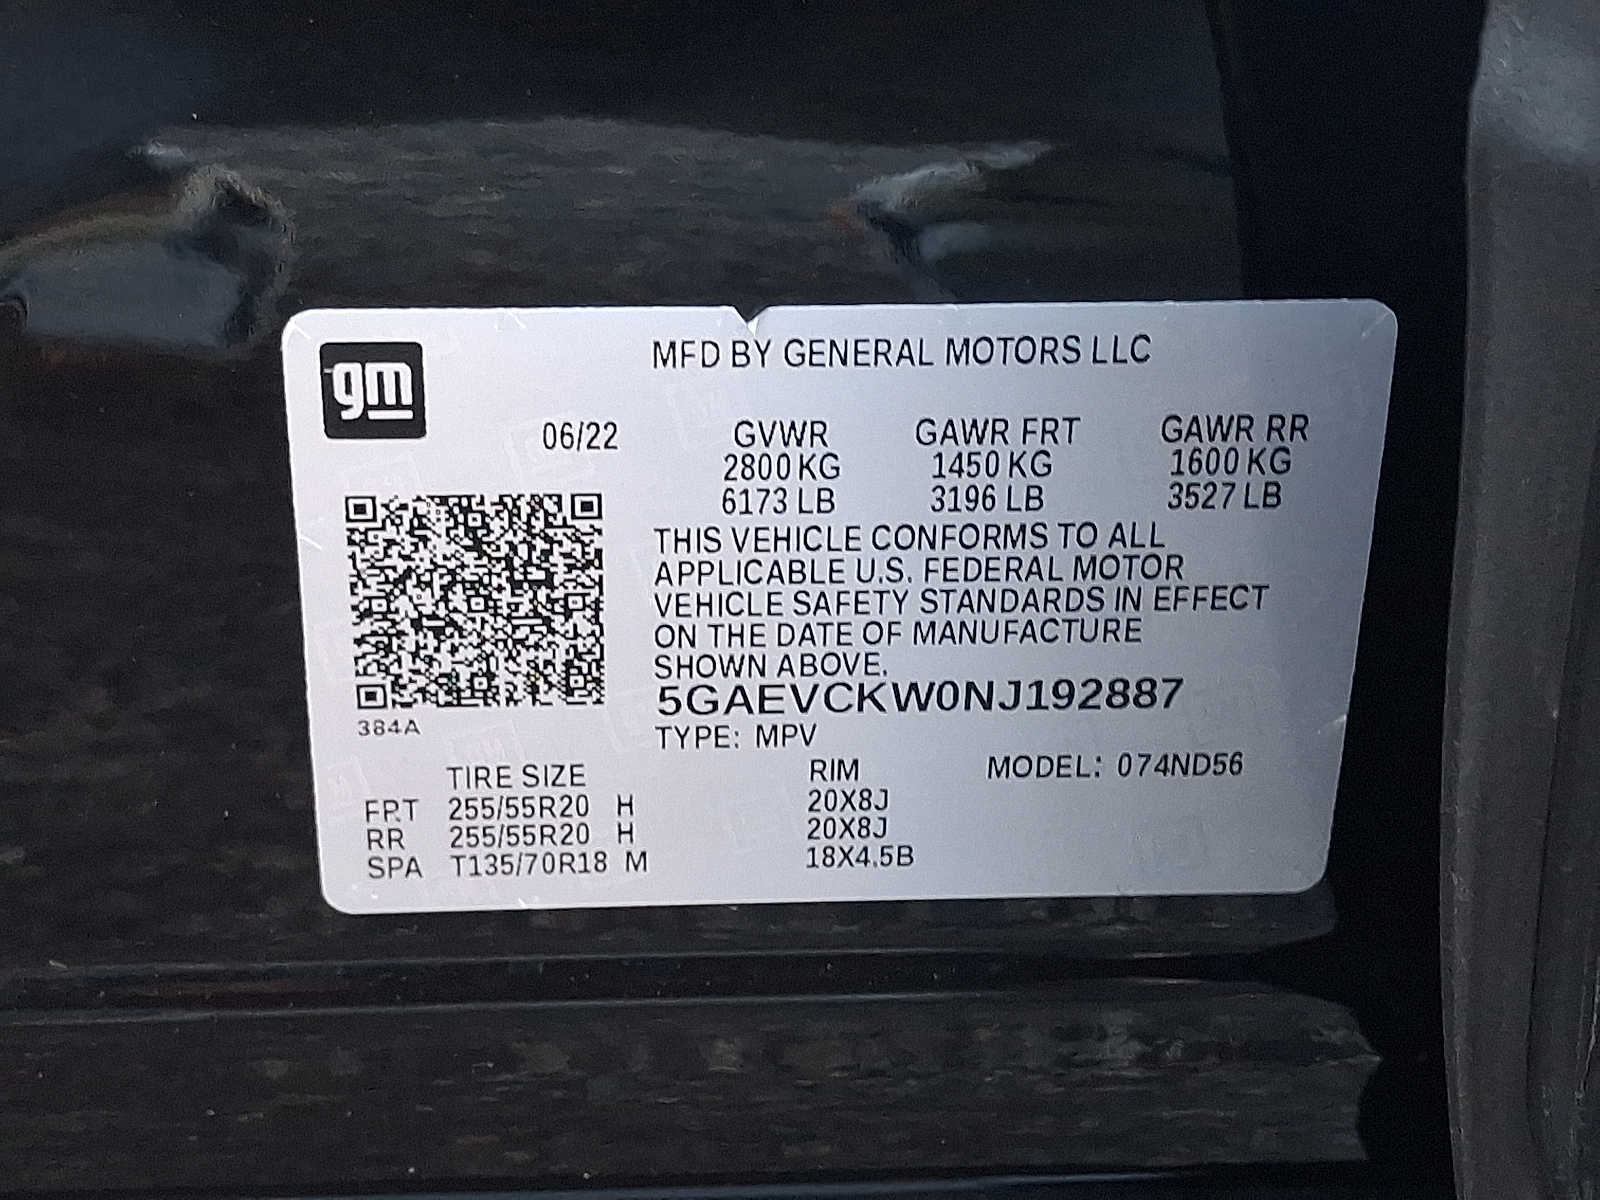 gm
MFD BY GENERAL MOTORS LLC
06/22 GVWR GAWR FRT GAWR RR
2800 KG 1450 KG 1600 KG
6173 LB 3196 LB 3527 LB
THIS VEHICLE CONFORMS TO ALL
APPLICABLE U.S. FEDERAL MOTOR
VEHICLE SAFETY STANDARDS IN EFFECT
ON THE DATE OF MANUFACTURE
SHOWN ABOVE.
5GAEVCKW0NJ192887
384A
TYPE: MPV
TIRE SIZE RIM MODEL: 074ND56
FRT 255/55R20 H 20X8J
RR 255/55R20 H 20X8J
SPA T135/70R18 M 18X4.5B